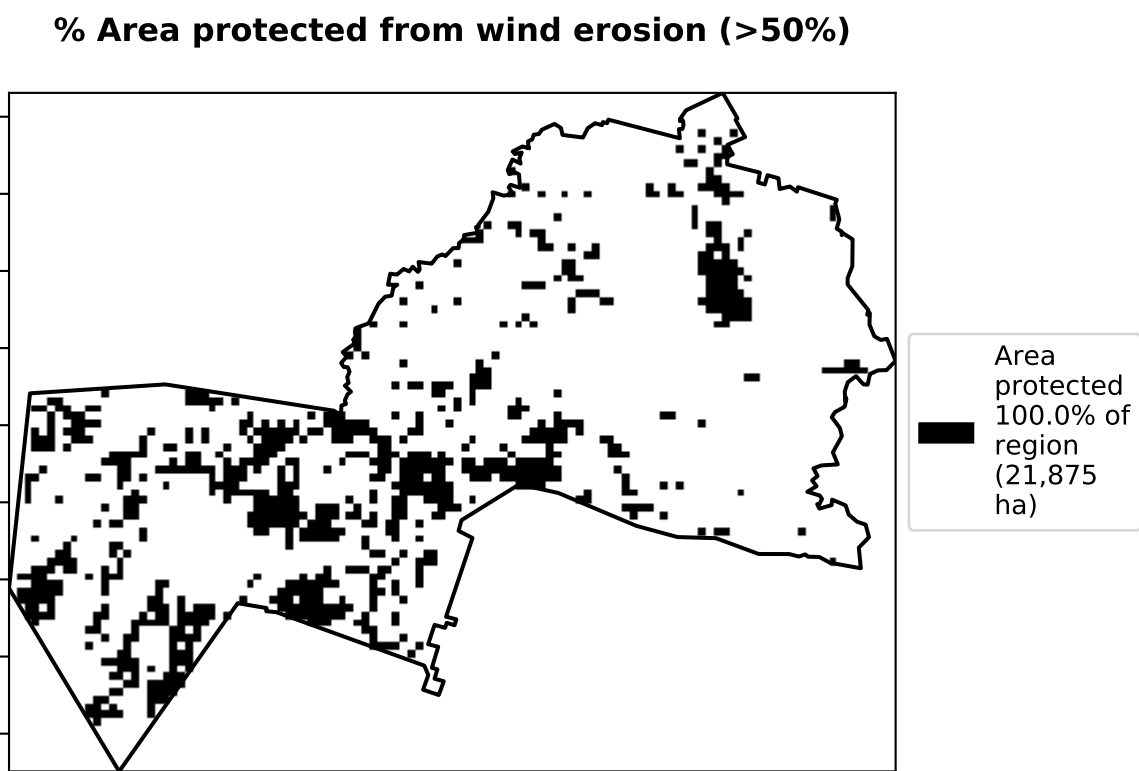 % Area protected from wind erosion (>50%)
Area
protected
100.0% of
region
(21,875
ha)